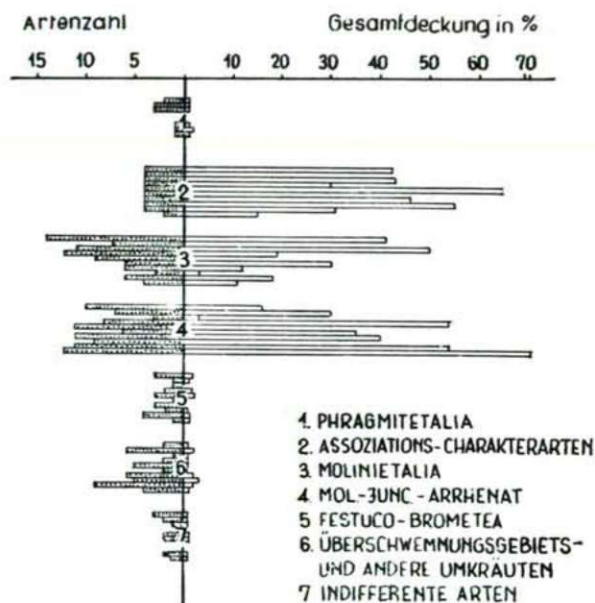 Artenzahl Gesamtdeckung in %
15 10 5 10 20 30 40 50 60 70
1
2
3
4
5
6
7
1. PHRAGMITETALIA
2. ASSOZIATIONS-CHARAKTERARTEN
3. MOLINIETALIA
4 MOL.-JUNC.-ARRHENAT
5 FESTUCO-BROMETEA
6. ÜBERSCHWEMNUNGSGEBIETS-
UND ANDERE UMKRÄUTEN
7 INDIFFERENTE ARTEN